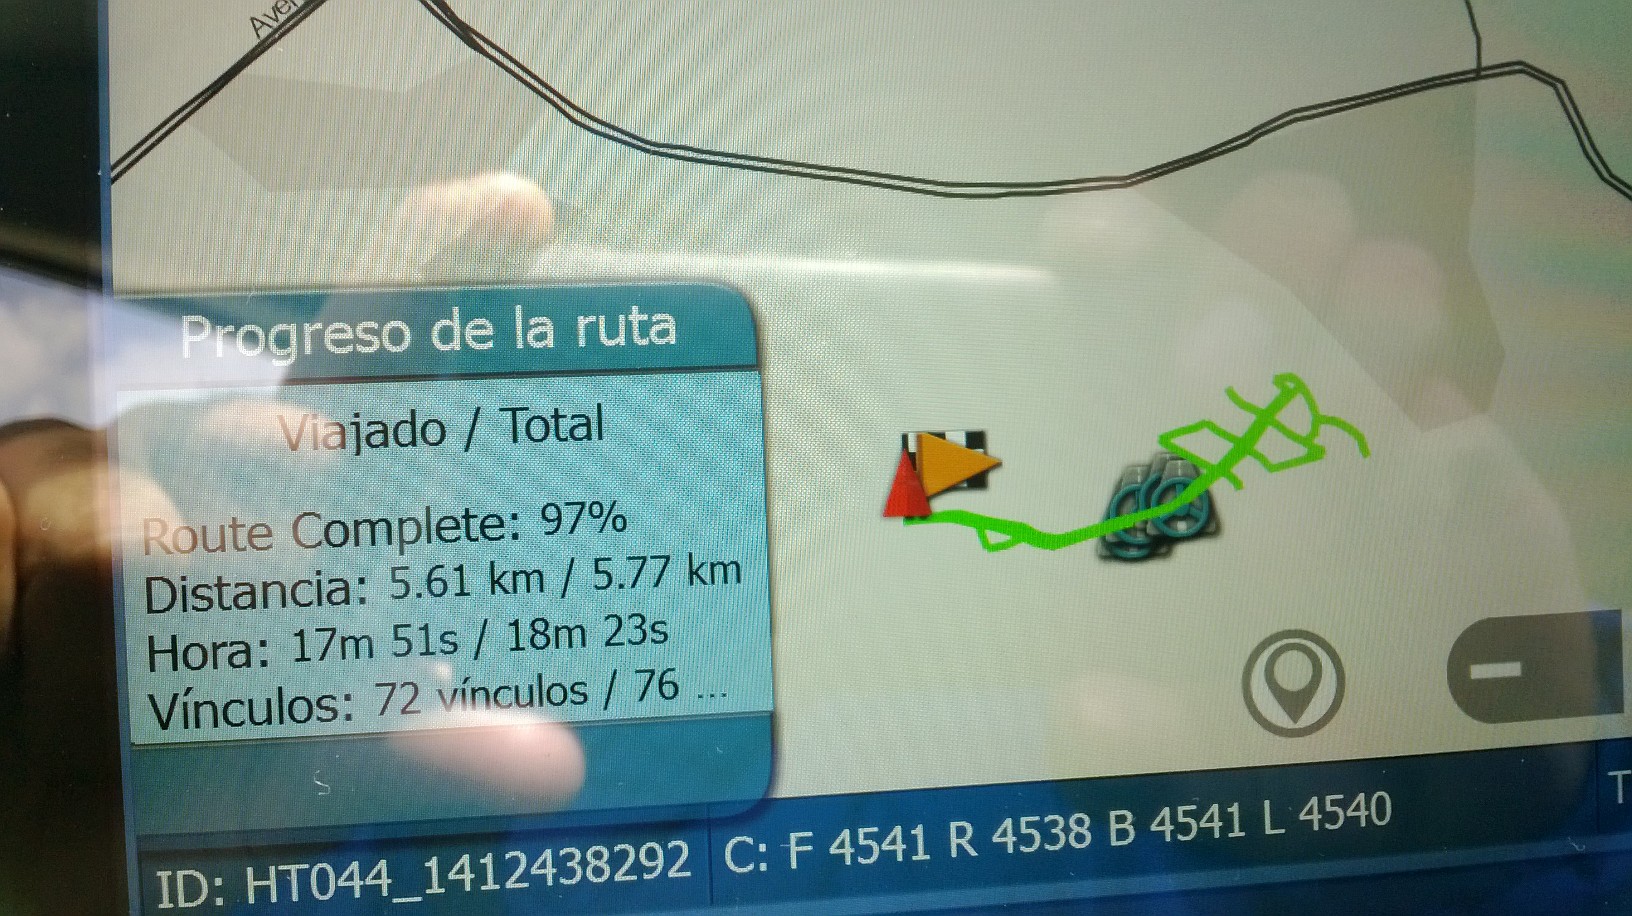 Progreso de la ruta
Viajado / Total
Route Complete: 97%
Distancia: 5.61 km / 5.77 km
Hora: 17m 51s / 18m 23s
Vínculos: 72 vínculos / 76 ...
ID: HT044_1412438292
C: F 4541 R 4538 B 4541 L 4540